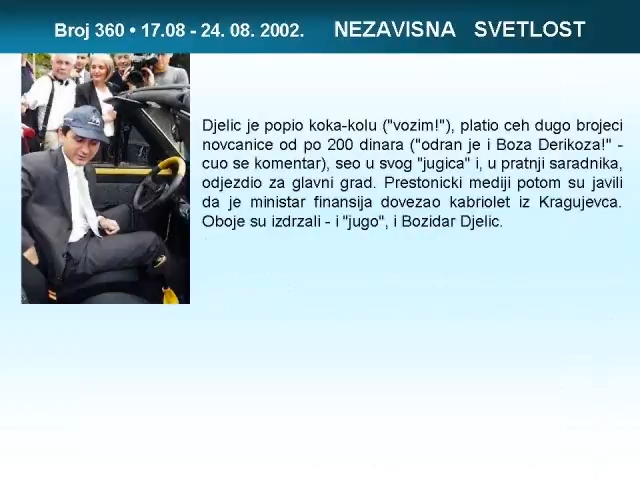 Broj 360 • 17.08 - 24. 08. 2002. NEZAVISNA SVETLOST
Djelic je popio koka-kolu ("vozim!"), platio ceh dugo brojeci
novcanice od po 200 dinara ("odran je i Boza Derikoza!" -
cuo se komentar), seo u svog "jugica" i, u pratnji saradnika,
odjezdio za glavni grad. Prestonicki mediji potom su javili
da je ministar finansija dovezao kabriolet iz Kragujevca.
Oboje su izdrzali - i "jugo", i Bozidar Djelic.